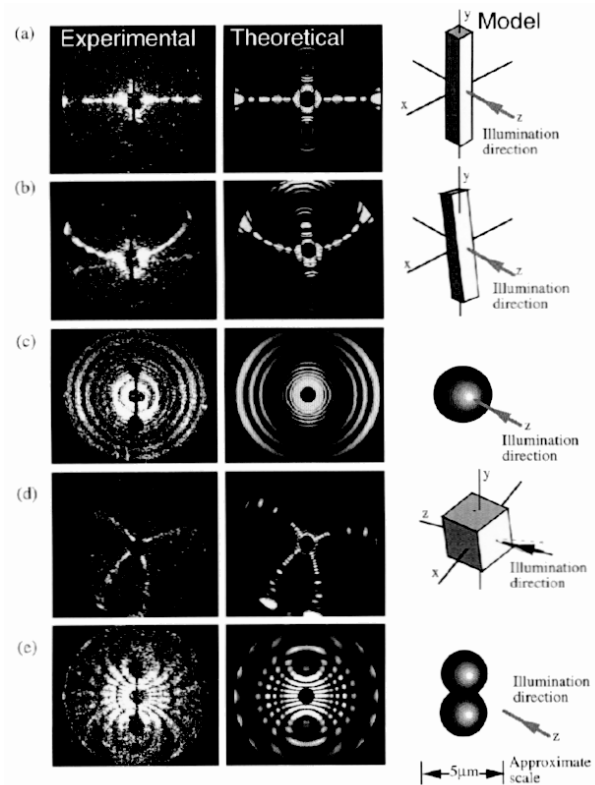 (a)
Experimental
Theoretical
Model
y
x
z
Illumination
direction
(b)
y
x
z
Illumination
direction
(c)
z
Illumination
direction
(d)
y
z
x
Illumination
direction
(e)
Illumination
direction
z
5μm
Approximate
scale